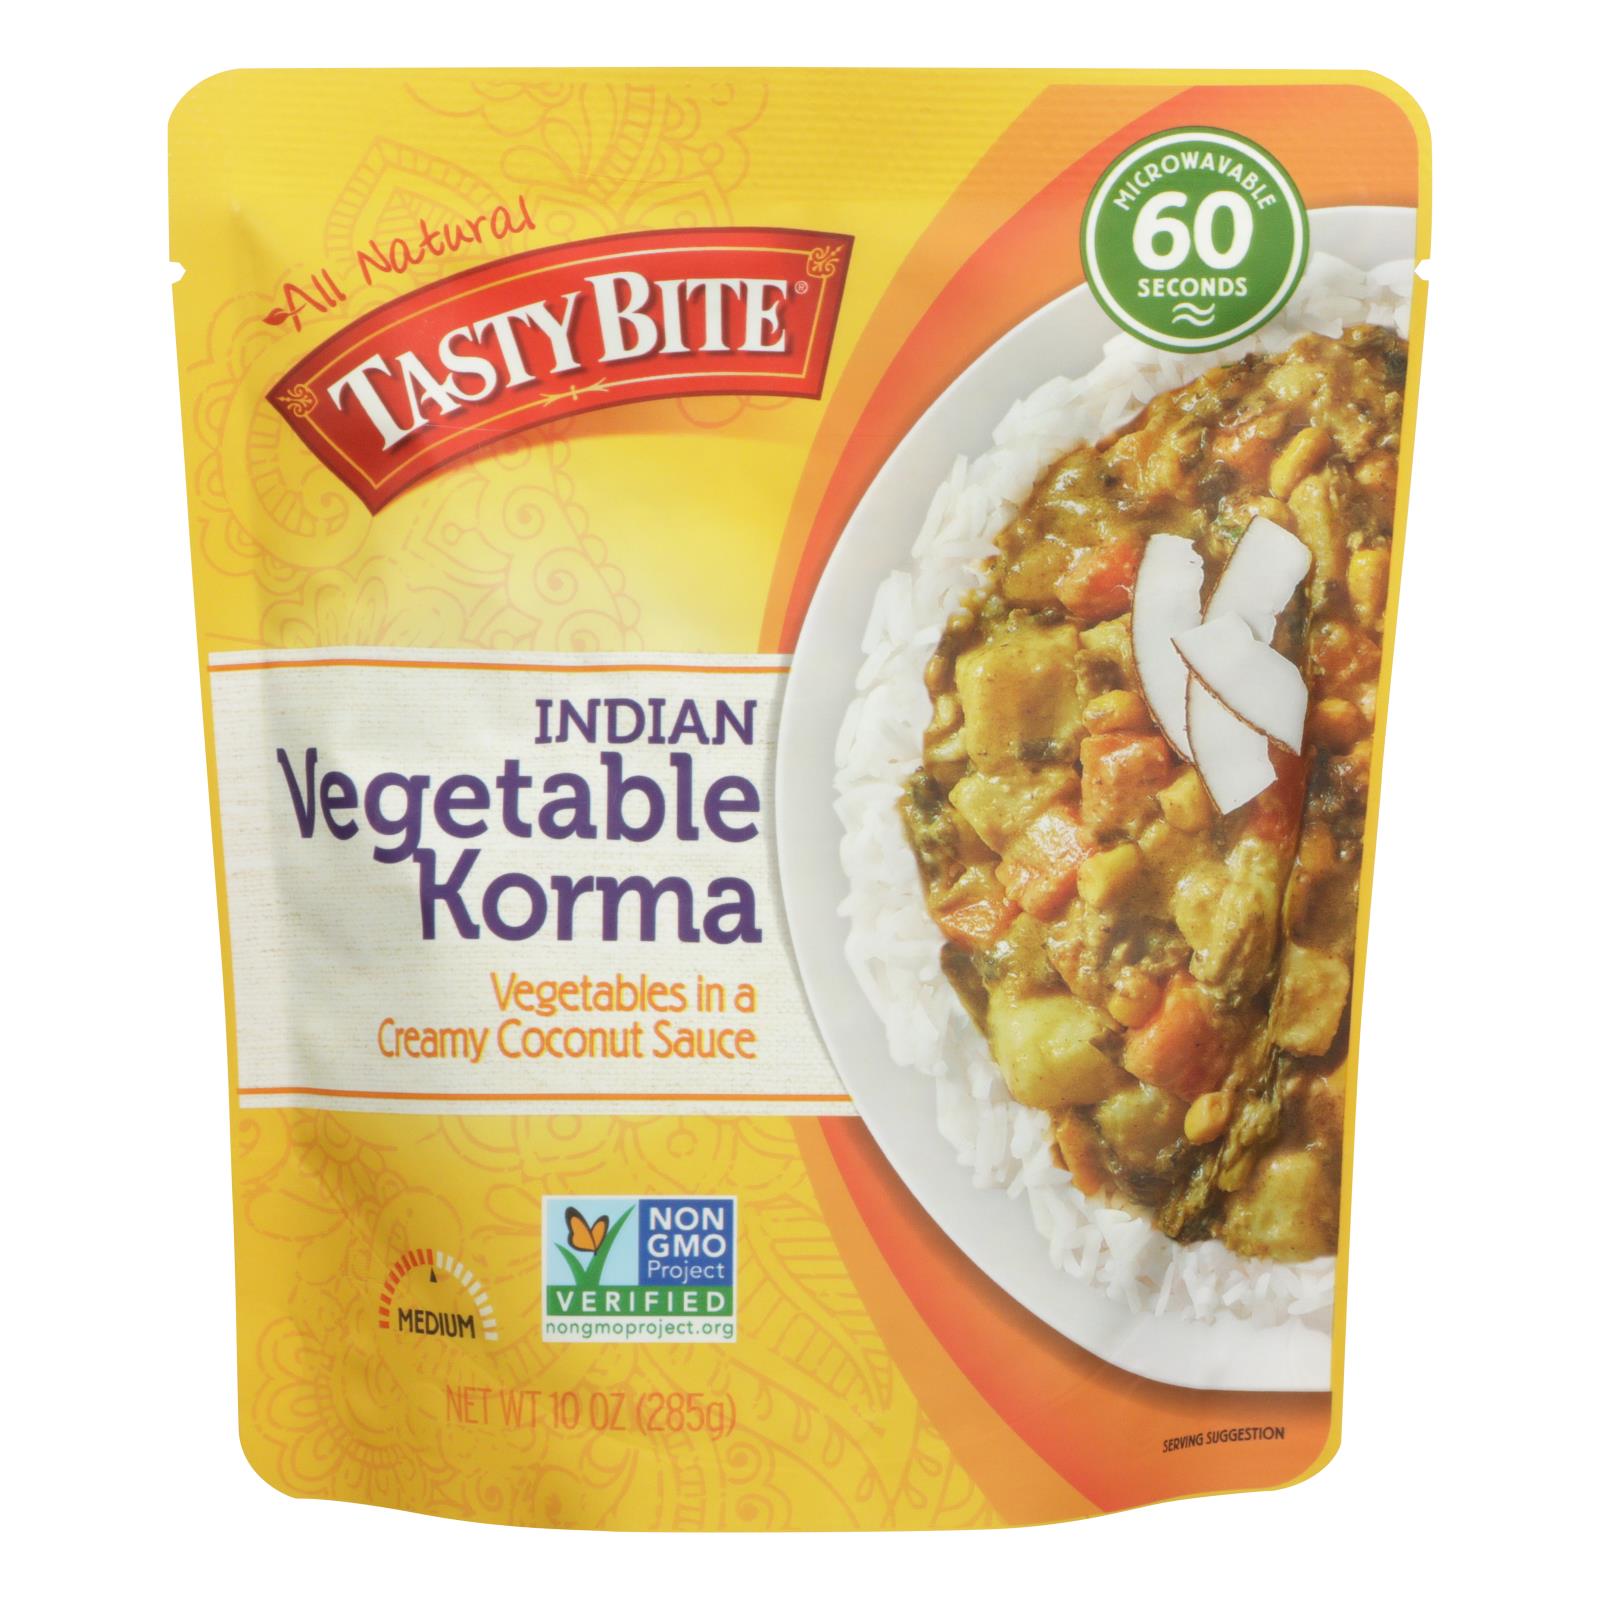 All Natural
TASTY BITE®
MICROWAVABLE
60
SECONDS
INDIAN
Vegetable
Korma
Vegetables in a
Creamy Coconut Sauce
MEDIUM
NON
GMO
Project
VERIFIED
nongmoproject.org
NET WT 10 OZ (285g)
SERVING SUGGESTION